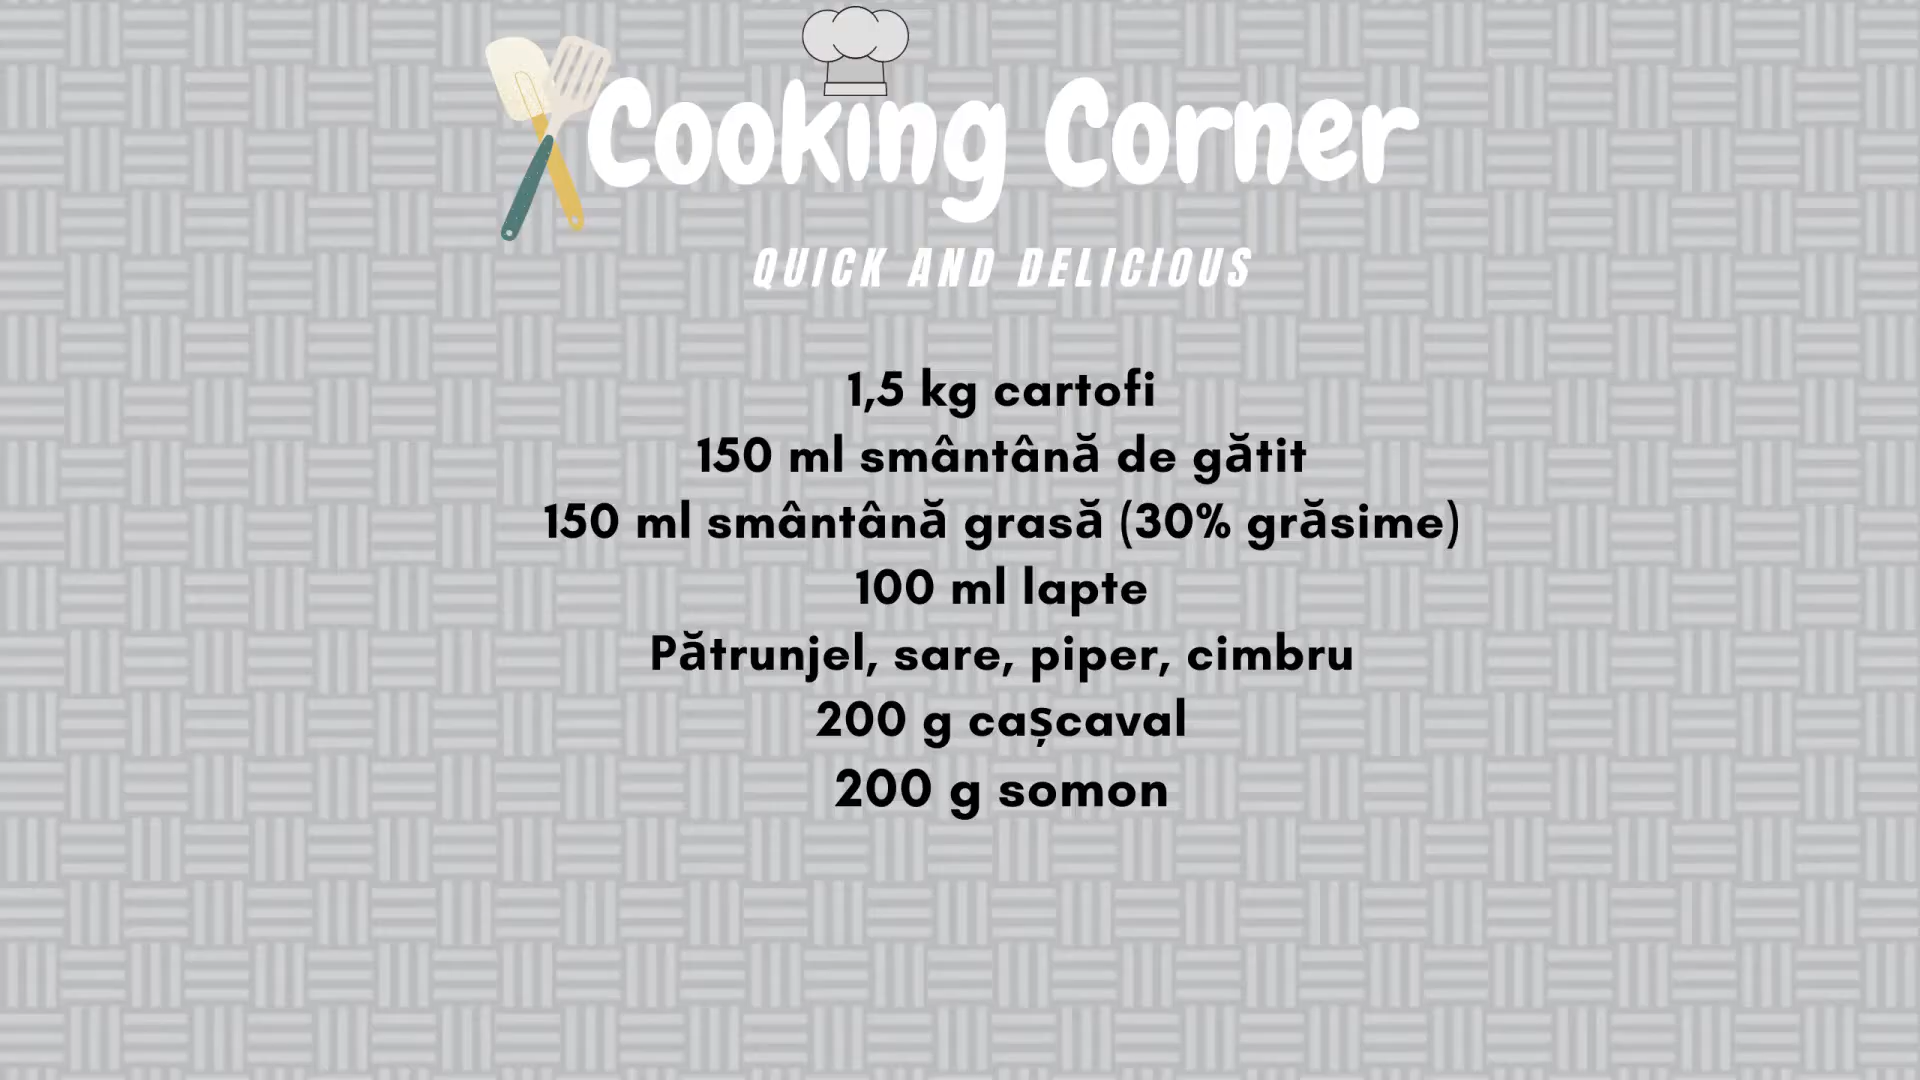 Cooking Corner
QUICK AND DELICIOUS
1,5 kg cartofi
150 ml smântână de gătit
150 ml smântână grasă (30% grăsime)
100 ml lapte
Pătrunjel, sare, piper, cimbru
200 g cașcaval
200 g somon